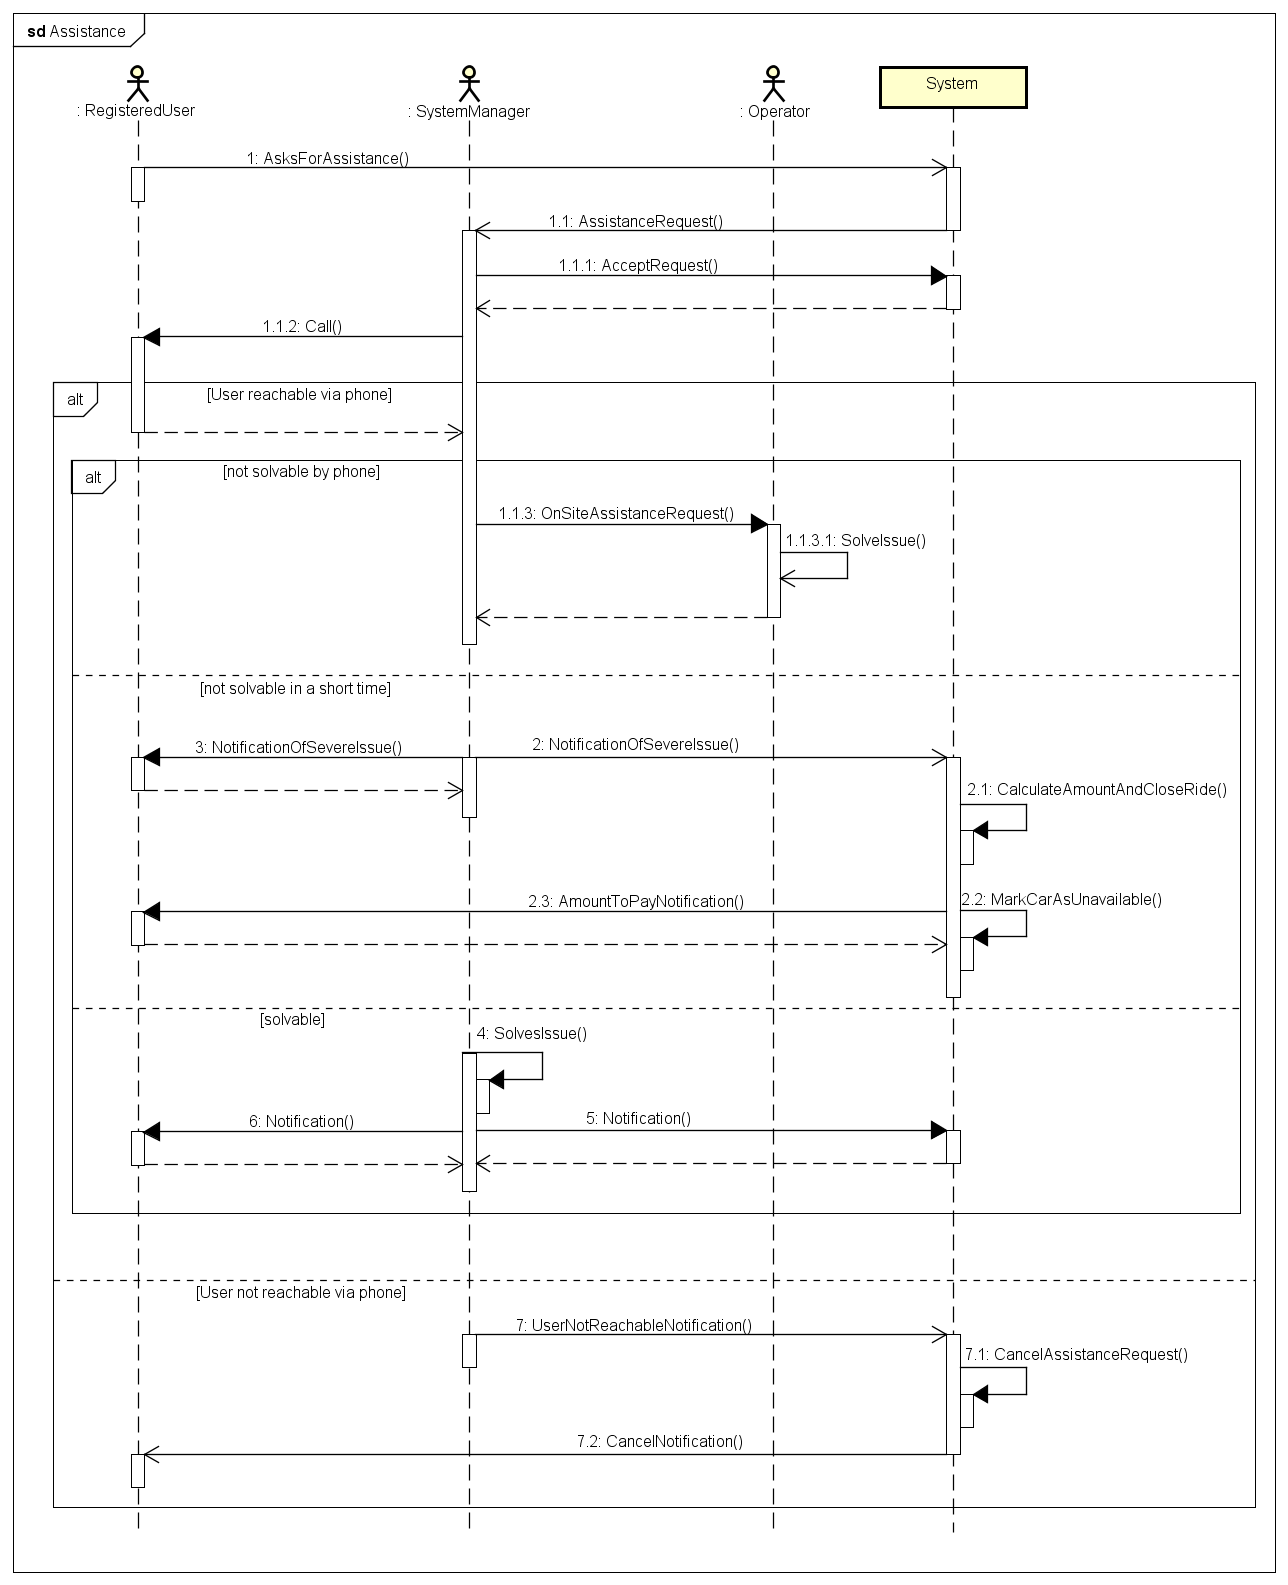 sd Assistance
: RegisteredUser
: SystemManager
: Operator
System
1: AsksForAssistance()
1.1: AssistanceRequest()
1.1.1: AcceptRequest()
1.1.2: Call()
alt
[User reachable via phone]
alt
[not solvable by phone]
1.1.3: OnSiteAssistanceRequest()
1.1.3.1: SolveIssue()
[not solvable in a short time]
3: NotificationOfSevereIssue()
2: NotificationOfSevereIssue()
2.1: CalculateAmountAndCloseRide()
2.3: AmountToPayNotification()
2.2: MarkCarAsUnavailable()
[solvable]
4: SolvesIssue()
6: Notification()
5: Notification()
[User not reachable via phone]
7: UserNotReachableNotification()
7.1: CancelAssistanceRequest()
7.2: CancelNotification()